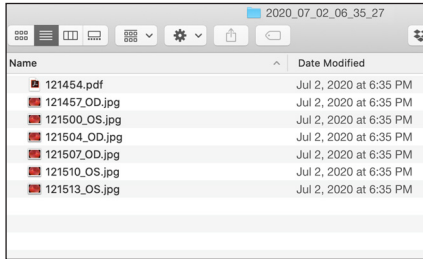 2020_07_02_06_35_27
Name Date Modified
121454.pdf Jul 2, 2020 at 6:35 PM
121457_OD.jpg Jul 2, 2020 at 6:35 PM
121500_OS.jpg Jul 2, 2020 at 6:35 PM
121504_OD.jpg Jul 2, 2020 at 6:35 PM
121507_OD.jpg Jul 2, 2020 at 6:35 PM
121510_OS.jpg Jul 2, 2020 at 6:35 PM
121513_OS.jpg Jul 2, 2020 at 6:35 PM